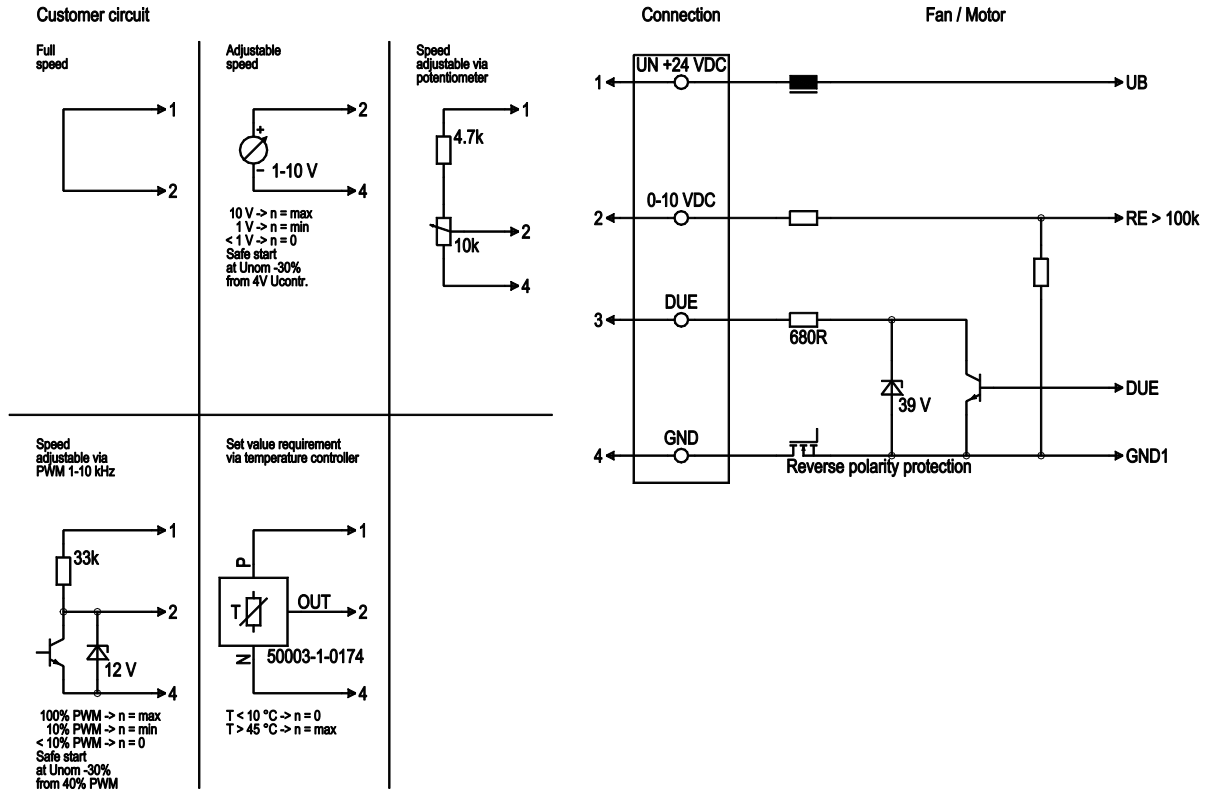 Customer circuit
Full
speed
1
2
Adjustable
speed
2
+
– 1-10 V
4
10 V -> n = max
1 V -> n = min
< 1 V -> n = 0
Safe start
at Unom -30%
from 4V Ucontr.
Speed
adjustable via
potentiometer
1
4.7k
2
10k
4
Speed
adjustable via
PWM 1-10 kHz
1
33k
2
12 V
4
100% PWM -> n = max
10% PWM -> n = min
< 10% PWM -> n = 0
Safe start
at Unom -30%
from 40% PWM
Set value requirement
via temperature controller
1
P
T
OUT
2
N
50003-1-0174
4
T < 10 °C -> n = 0
T > 45 °C -> n = max
Connection
Fan / Motor
UN +24 VDC
1
UB
0-10 VDC
2
RE > 100k
DUE
3
680R
39 V
DUE
GND
4
GND1
Reverse polarity protection